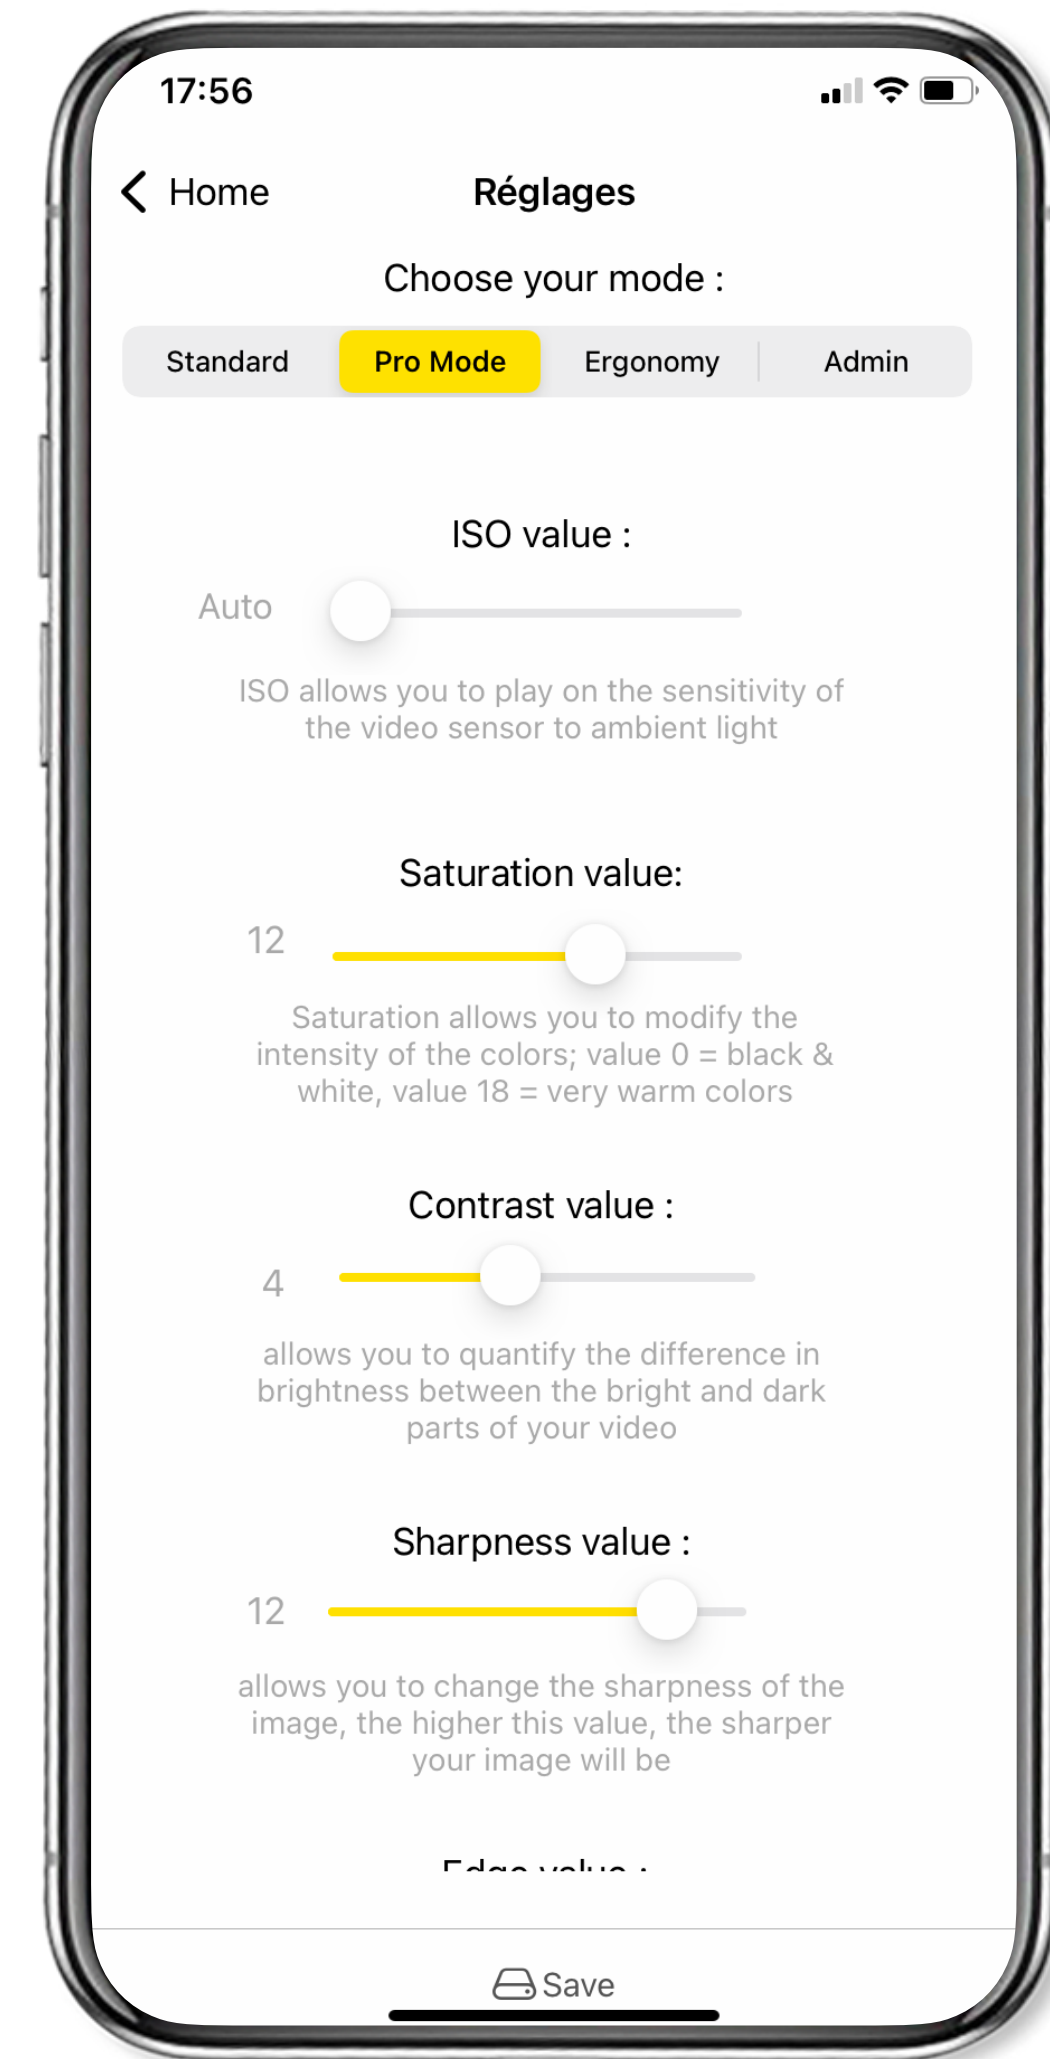 17:56
Home
Réglages
Choose your mode :
Standard
Pro Mode
Ergonomy
Admin
ISO value :
Auto
ISO allows you to play on the sensitivity of
the video sensor to ambient light
Saturation value:
12
Saturation allows you to modify the
intensity of the colors; value 0 = black &
white, value 18 = very warm colors
Contrast value :
4
allows you to quantify the difference in
brightness between the bright and dark
parts of your video
Sharpness value :
12
allows you to change the sharpness of the
image, the higher this value, the sharper
your image will be
Edge value :
Save